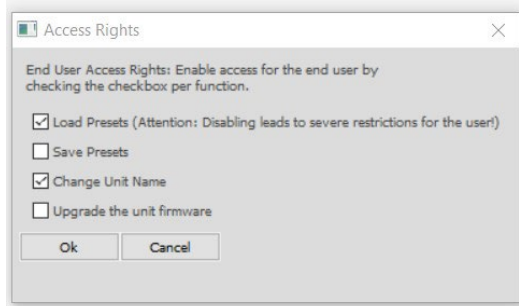 Access Rights
End User Access Rights: Enable access for the end user by
checking the checkbox per function.
Load Presets (Attention: Disabling leads to severe restrictions for the user!)
Save Presets
Change Unit Name
Upgrade the unit firmware
Ok Cancel